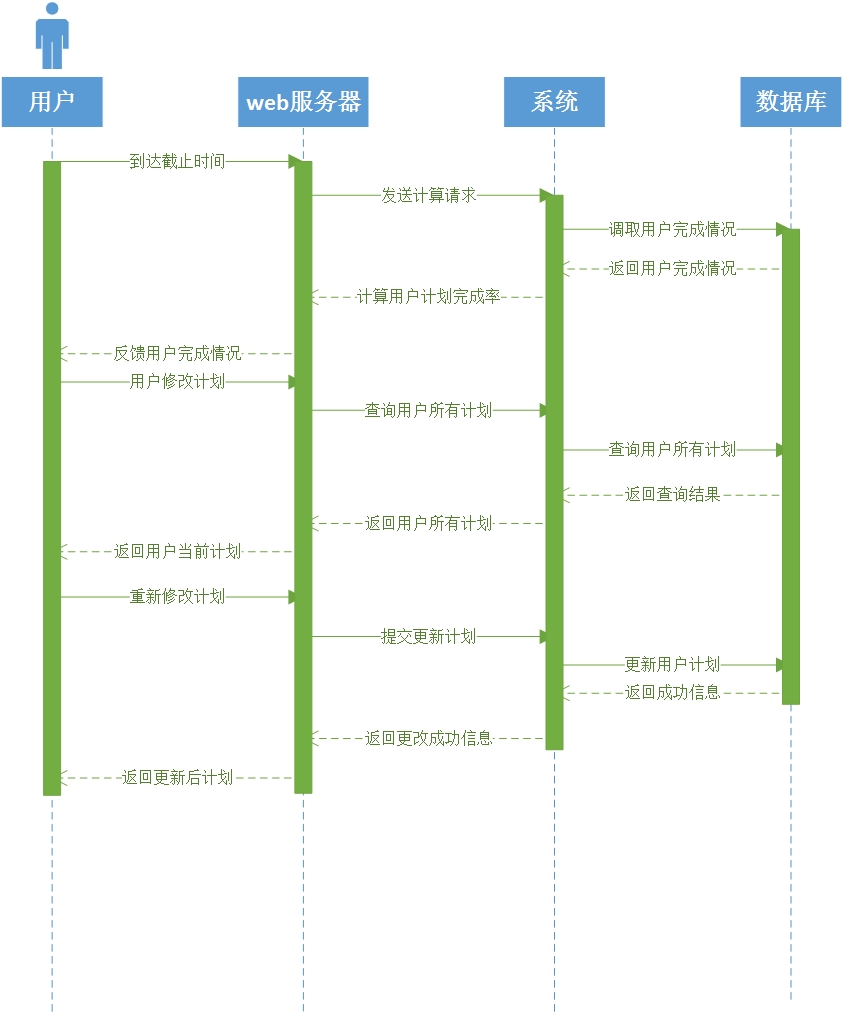 用户
web服务器
系统
数据库
到达截止时间
发送计算请求
调取用户完成情况
返回用户完成情况
计算用户计划完成率
反馈用户完成情况
用户修改计划
查询用户所有计划
查询用户所有计划
返回查询结果
返回用户所有计划
返回用户当前计划
重新修改计划
提交更新计划
更新用户计划
返回成功信息
返回更改成功信息
返回更新后计划